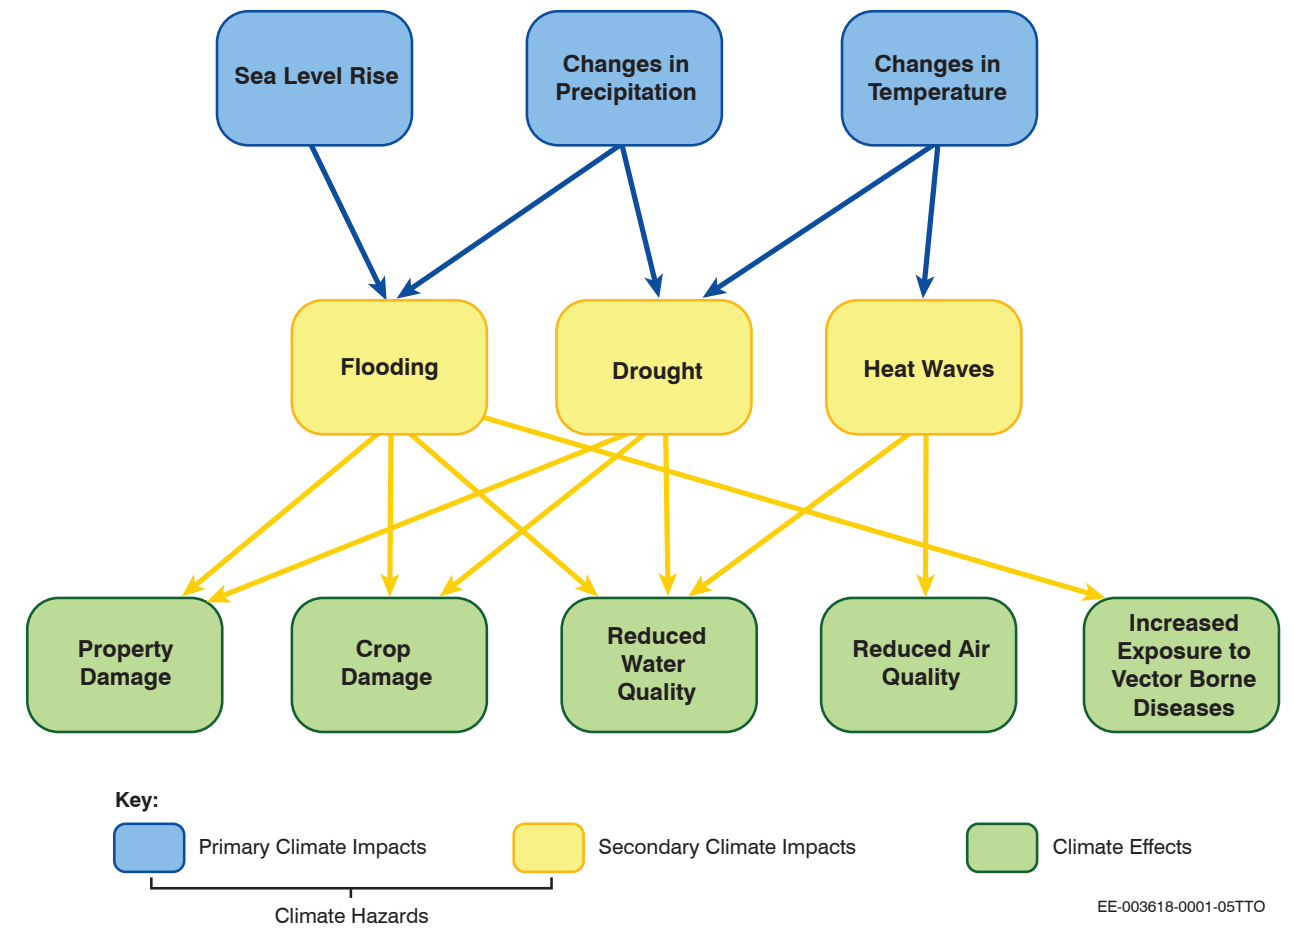 Sea Level Rise
Changes in
Precipitation
Changes in
Temperature
Flooding
Drought
Heat Waves
Property
Damage
Crop
Damage
Reduced
Water
Quality
Reduced Air
Quality
Increased
Exposure to
Vector Borne
Diseases
Key:
Primary Climate Impacts
Secondary Climate Impacts
Climate Effects
Climate Hazards
EE-003618-0001-05TTO